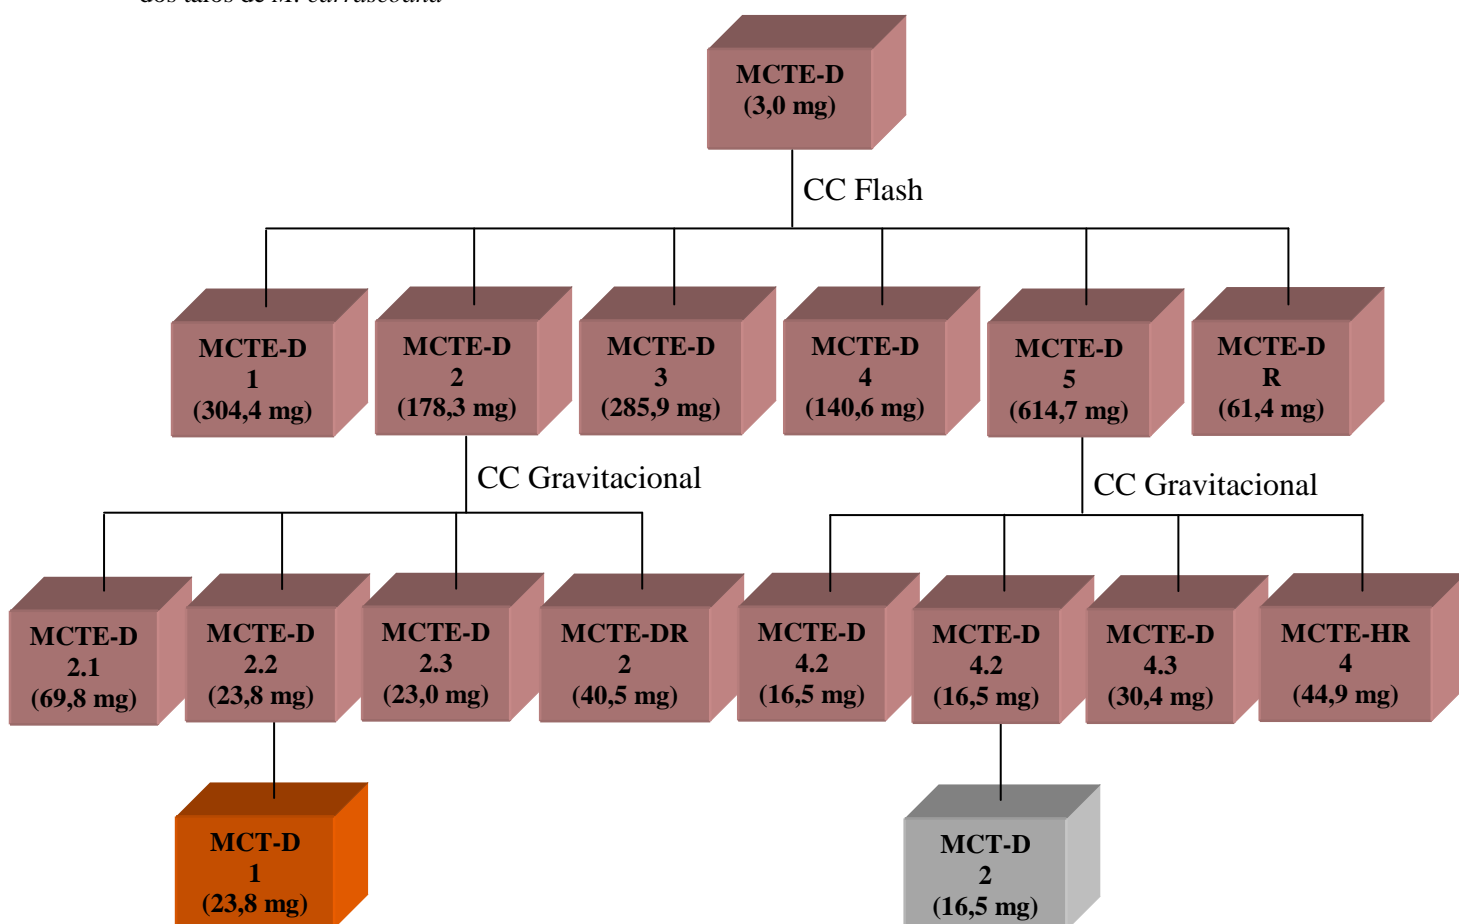 dos talos de M. carrascoana
MCTE-D
(3,0 mg)
CC Flash
MCTE-D
1
(304,4 mg)
MCTE-D
2
(178,3 mg)
MCTE-D
3
(285,9 mg)
MCTE-D
4
(140,6 mg)
MCTE-D
5
(614,7 mg)
MCTE-D
R
(61,4 mg)
CC Gravitacional
CC Gravitacional
MCTE-D
2.1
(69,8 mg)
MCTE-D
2.2
(23,8 mg)
MCTE-D
2.3
(23,0 mg)
MCTE-DR
2
(40,5 mg)
MCTE-D
4.2
(16,5 mg)
MCTE-D
4.2
(16,5 mg)
MCTE-D
4.3
(30,4 mg)
MCTE-HR
4
(44,9 mg)
MCT-D
1
(23,8 mg)
MCT-D
2
(16,5 mg)